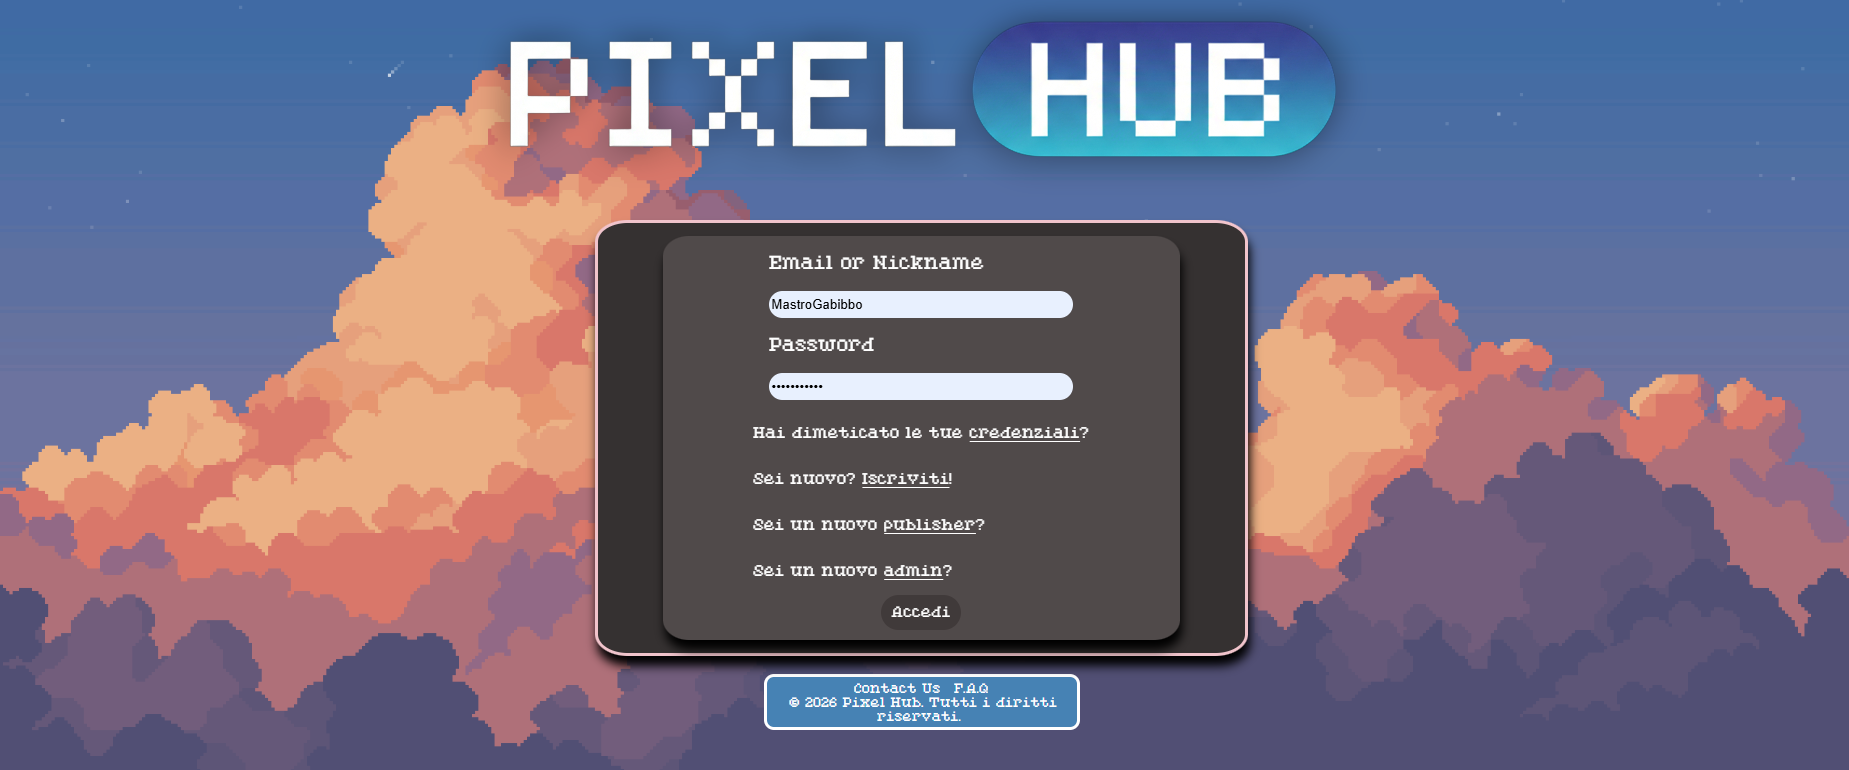 PIXEL HUB
Email or Nickname
MastroGabibbo
Password
•••••••••••
Hai dimeticato le tue credenziali?
Sei nuovo? Iscriviti!
Sei un nuovo publisher?
Sei un nuovo admin?
Accedi
Contact Us F.A.Q
© 2026 Pixel Hub. Tutti i diritti
riservati.